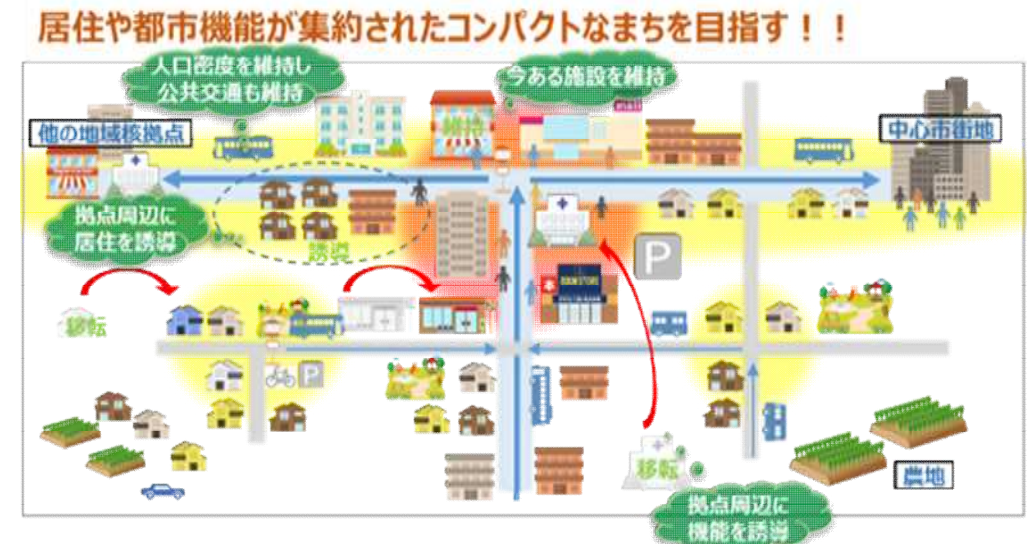 居住や都市機能が集約されたコンパクトなまちを目指す！！
人口密度を維持し
公共交通も維持
今ある施設を維持
他の地域核拠点
維持
中心市街地
拠点周辺に
居住を誘導
誘導
P
本
BOOKSTORE
移転
P
移転
農地
拠点周辺に
機能を誘導